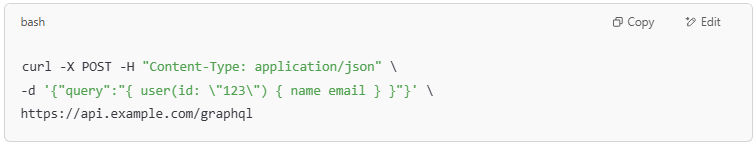 bash Copy Edit
curl -X POST -H "Content-Type: application/json" \
-d '{"query":"{ user(id: \"123\") { name email } }"}' \
https://api.example.com/graphql